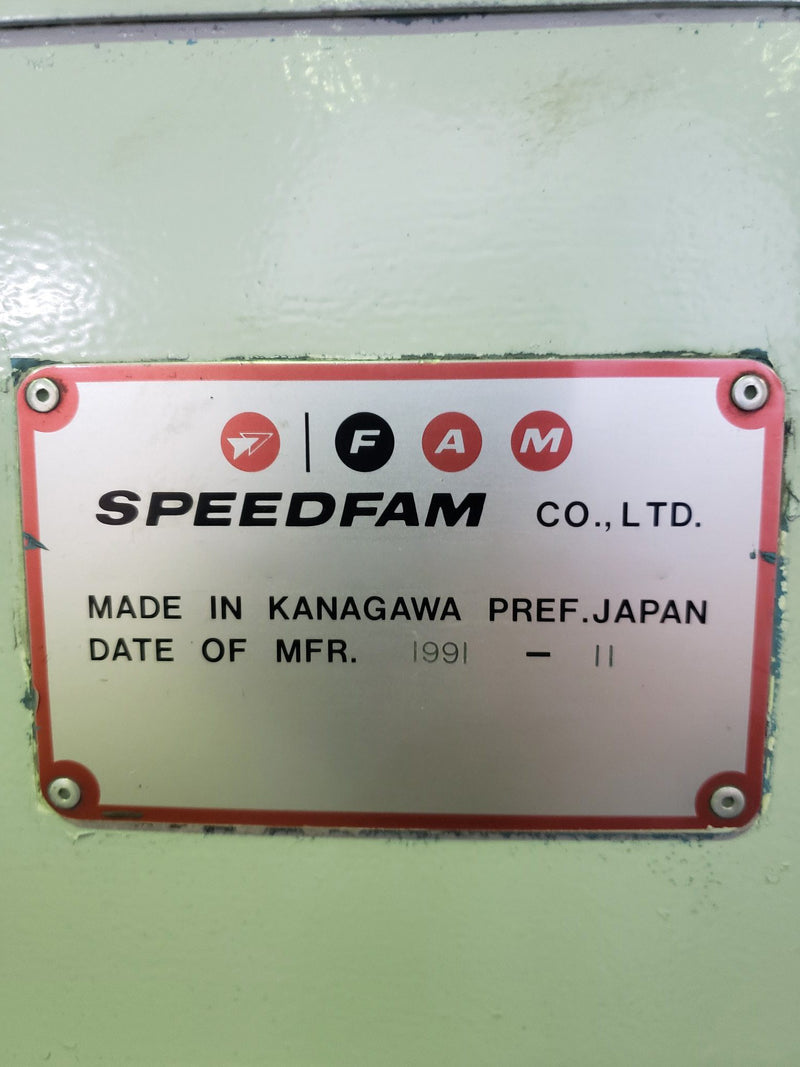 F A M
SPEEDFAM CO.,LTD.
MADE IN KANAGAWA PREF.JAPAN
DATE OF MFR. 1991 - 11